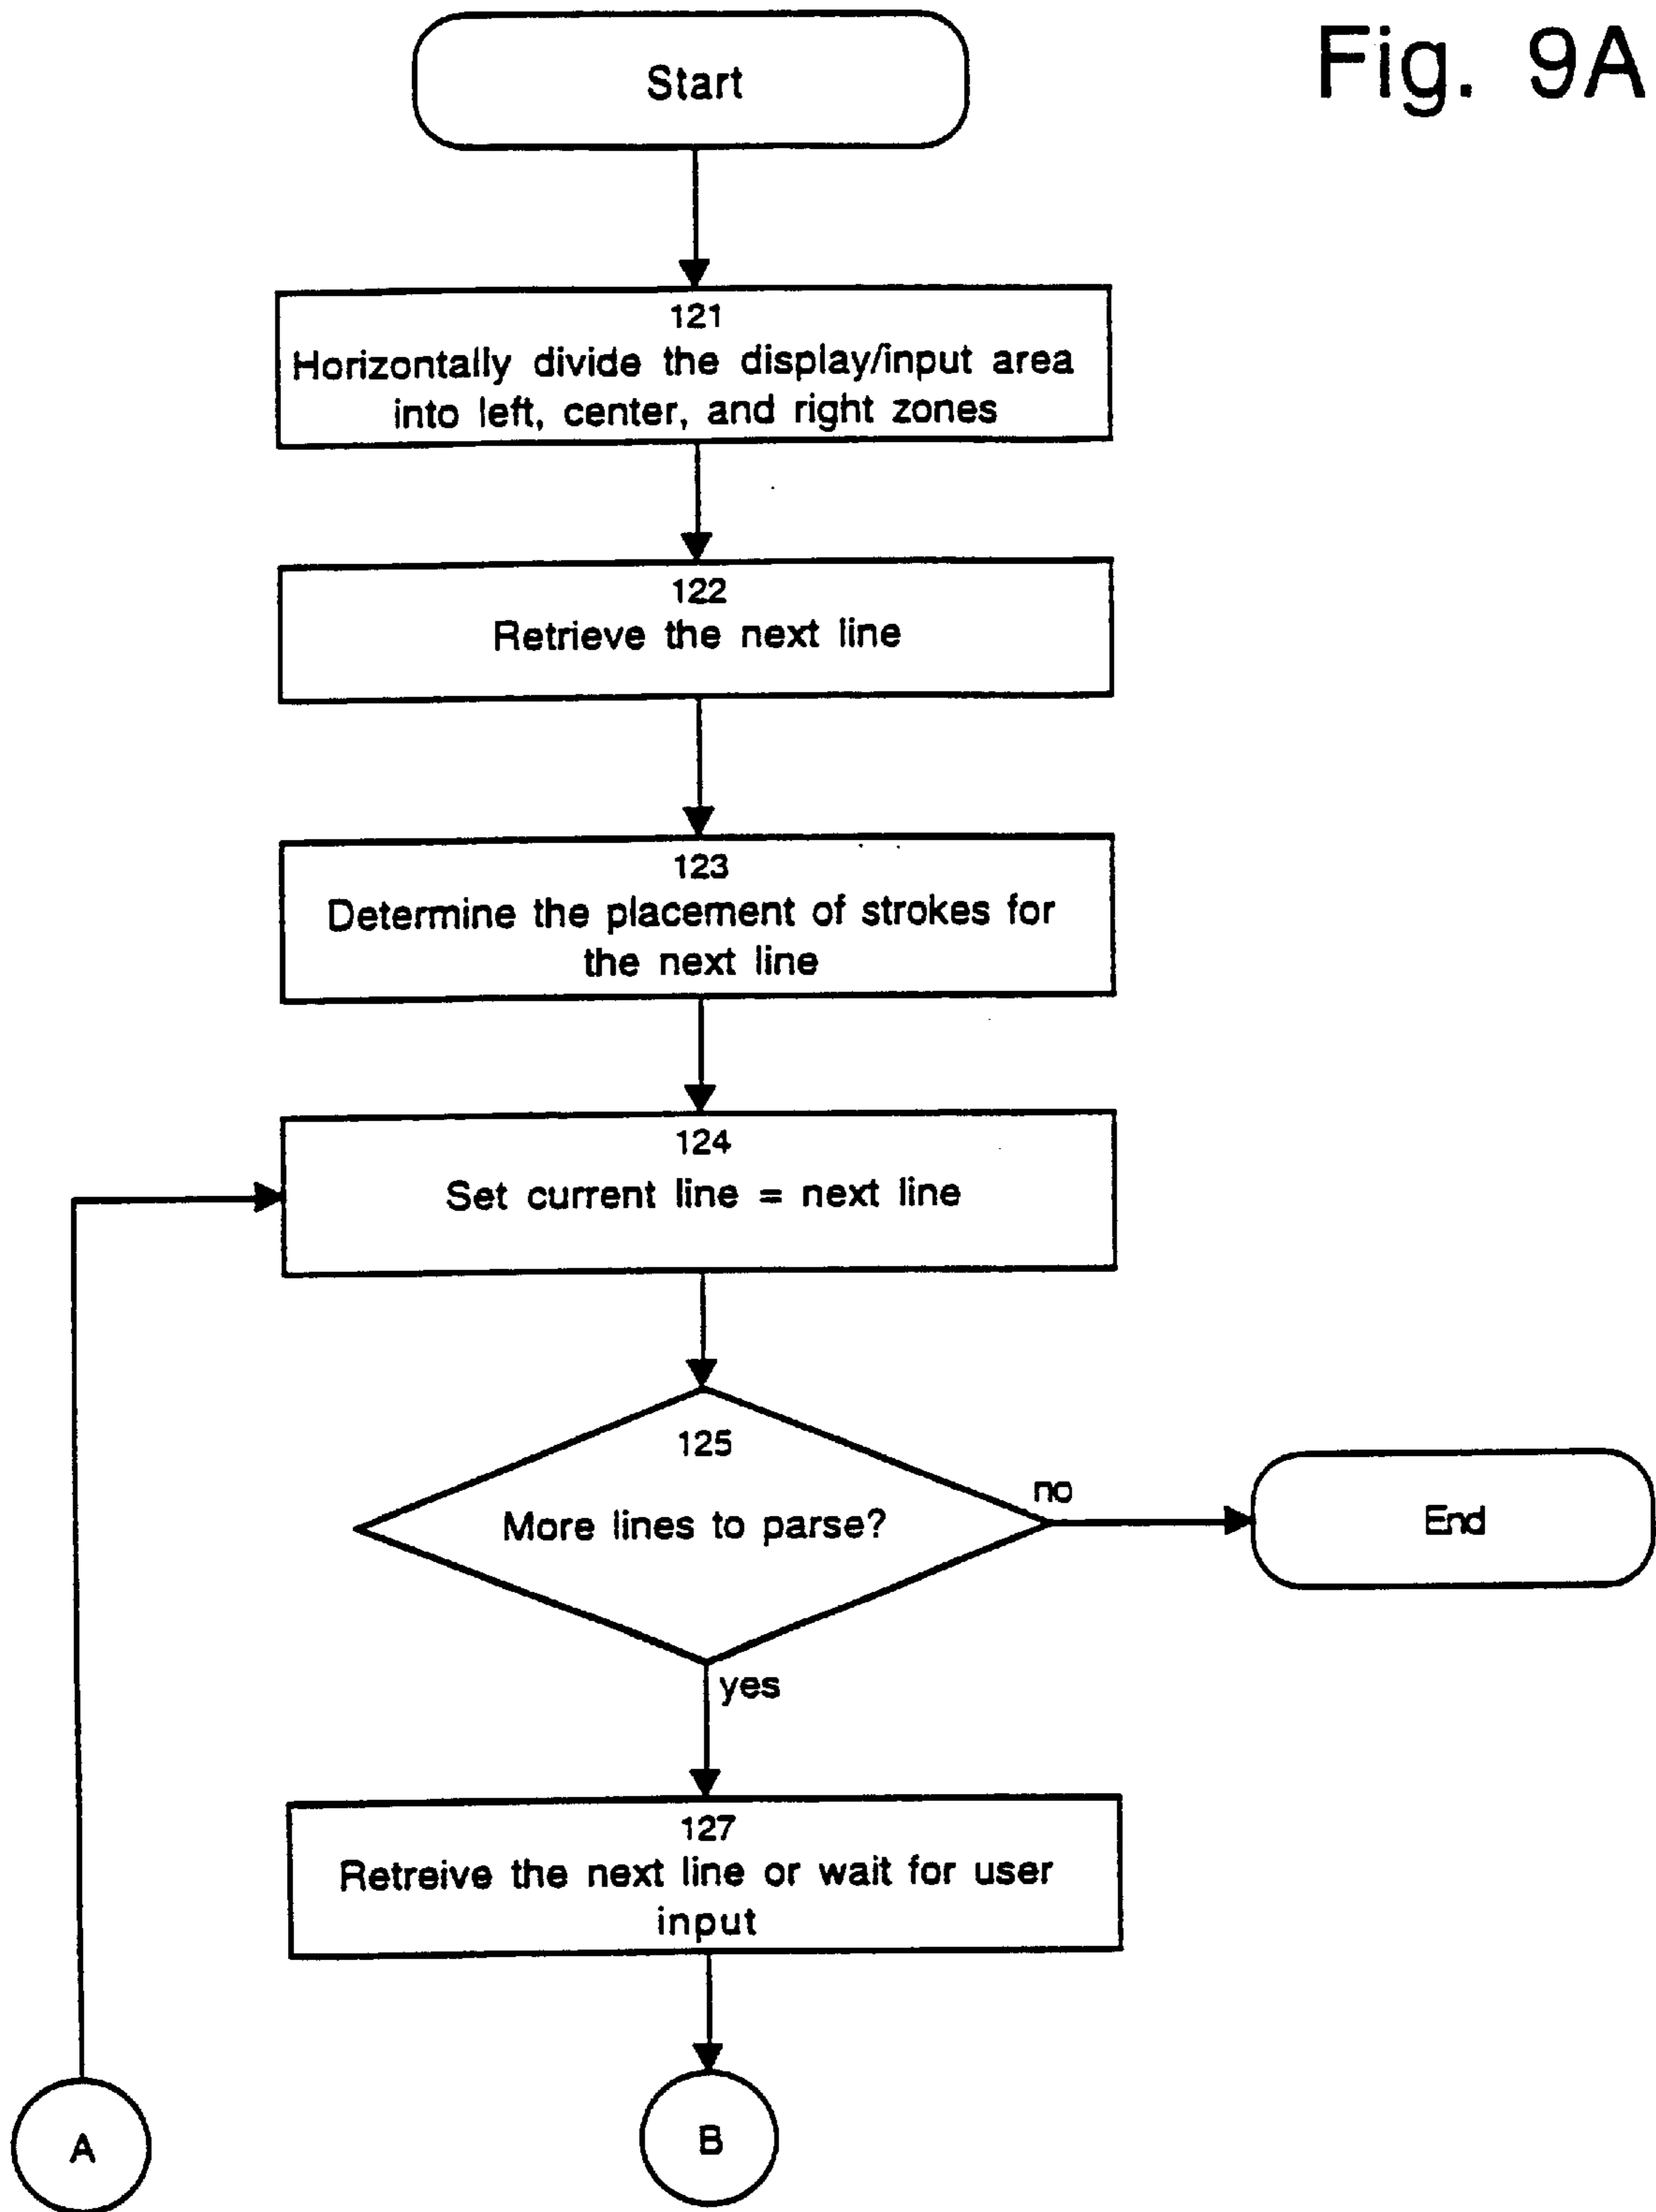 Fig. 9A
Start
121
Horizontally divide the display/input area
into left, center, and right zones
122
Retrieve the next line
123
Determine the placement of strokes for
the next line
124
Set current line = next line
125
More lines to parse?
no
End
yes
127
Retreive the next line or wait for user
input
A
B